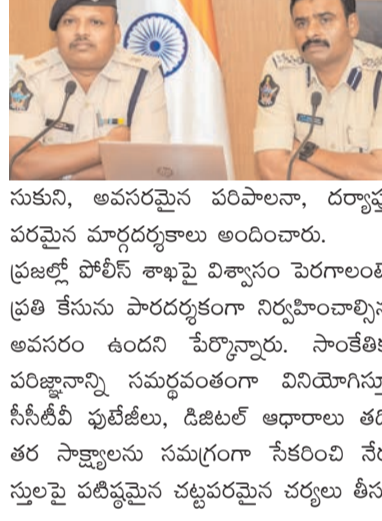 సుకుని, అవసరమైన పరిపాలనా, దర్యాప్తు
పరమైన మార్గదర్శకాలు అందించారు.
ప్రజల్లో పోలీస్ శాఖపై విశ్వాసం పెరగాలంటే
ప్రతి కేసును పారదర్శకంగా నిర్వహించాల్సిన
అవసరం ఉందని పేర్కొన్నారు. సాంకేతిక
పరిజ్ఞానాన్ని సమర్థవంతంగా వినియోగిస్తూ
సీసీటీవీ ఫుటేజీలు, డిజిటల్ ఆధారాలు తది
తర సాక్ష్యాలను సమగ్రంగా సేకరించి నేర
స్తులపై పటిష్ఠమైన చట్టపరమైన చర్యలు తీస